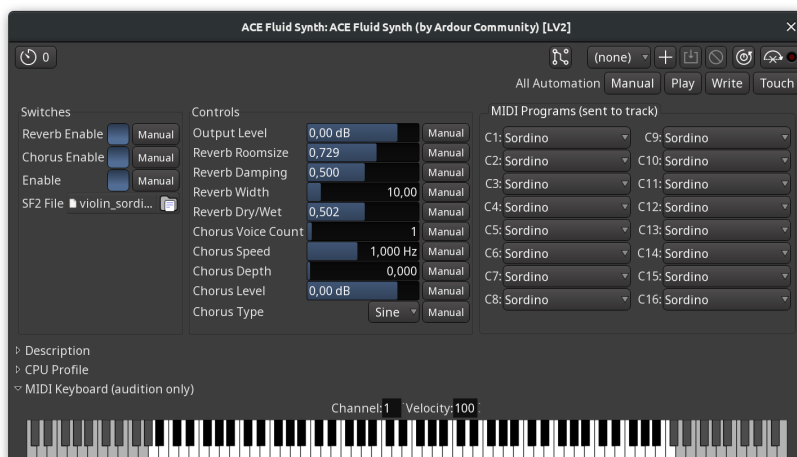 ACE Fluid Synth: ACE Fluid Synth (by Ardour Community) [LV2]
0
(none)
All Automation Manual Play Write Touch
Switches
Reverb Enable Manual
Chorus Enable Manual
Enable Manual
SF2 File violin_sordi...
Controls
Output Level 0,00 dB Manual
Reverb Roomsize 0,729 Manual
Reverb Damping 0,500 Manual
Reverb Width 10,00 Manual
Reverb Dry/Wet 0,502 Manual
Chorus Voice Count 1 Manual
Chorus Speed 1,000 Hz Manual
Chorus Depth 0,000 Manual
Chorus Level 0,00 dB Manual
Chorus Type Sine Manual
MIDI Programs (sent to track)
C1: Sordino C9: Sordino
C2: Sordino C10: Sordino
C3: Sordino C11: Sordino
C4: Sordino C12: Sordino
C5: Sordino C13: Sordino
C6: Sordino C14: Sordino
C7: Sordino C15: Sordino
C8: Sordino C16: Sordino
Description
CPU Profile
MIDI Keyboard (audition only)
Channel: 1 Velocity: 100